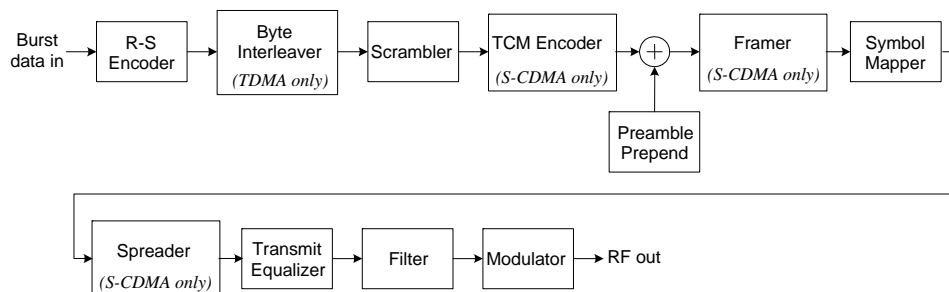 Burst
data in
R-S
Encoder
Byte
Interleaver
(TDMA only)
Scrambler
TCM Encoder
(S-CDMA only)
Preamble
Prepend
Framer
(S-CDMA only)
Symbol
Mapper
Spreader
(S-CDMA only)
Transmit
Equalizer
Filter
Modulator
RF out